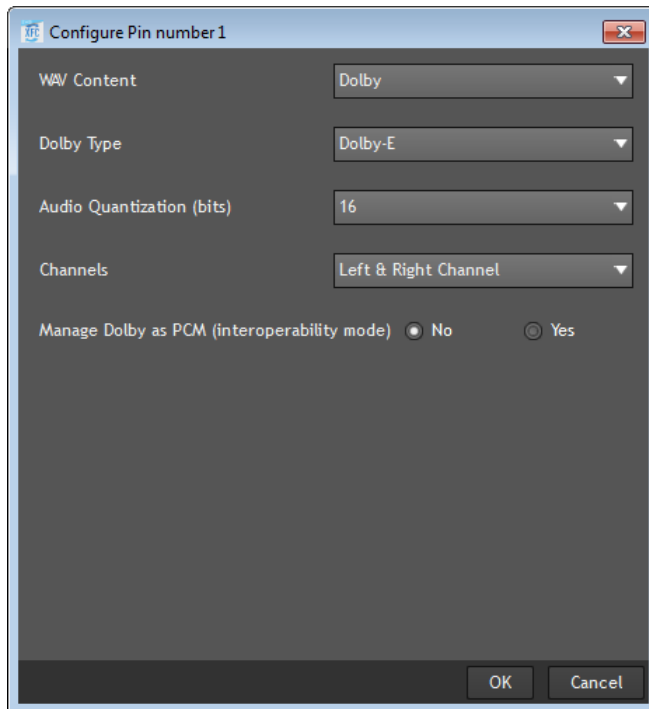 XFC Configure Pin number 1
WAV Content Dolby
Dolby Type Dolby-E
Audio Quantization (bits) 16
Channels Left & Right Channel
Manage Dolby as PCM (interoperability mode) No Yes
OK Cancel